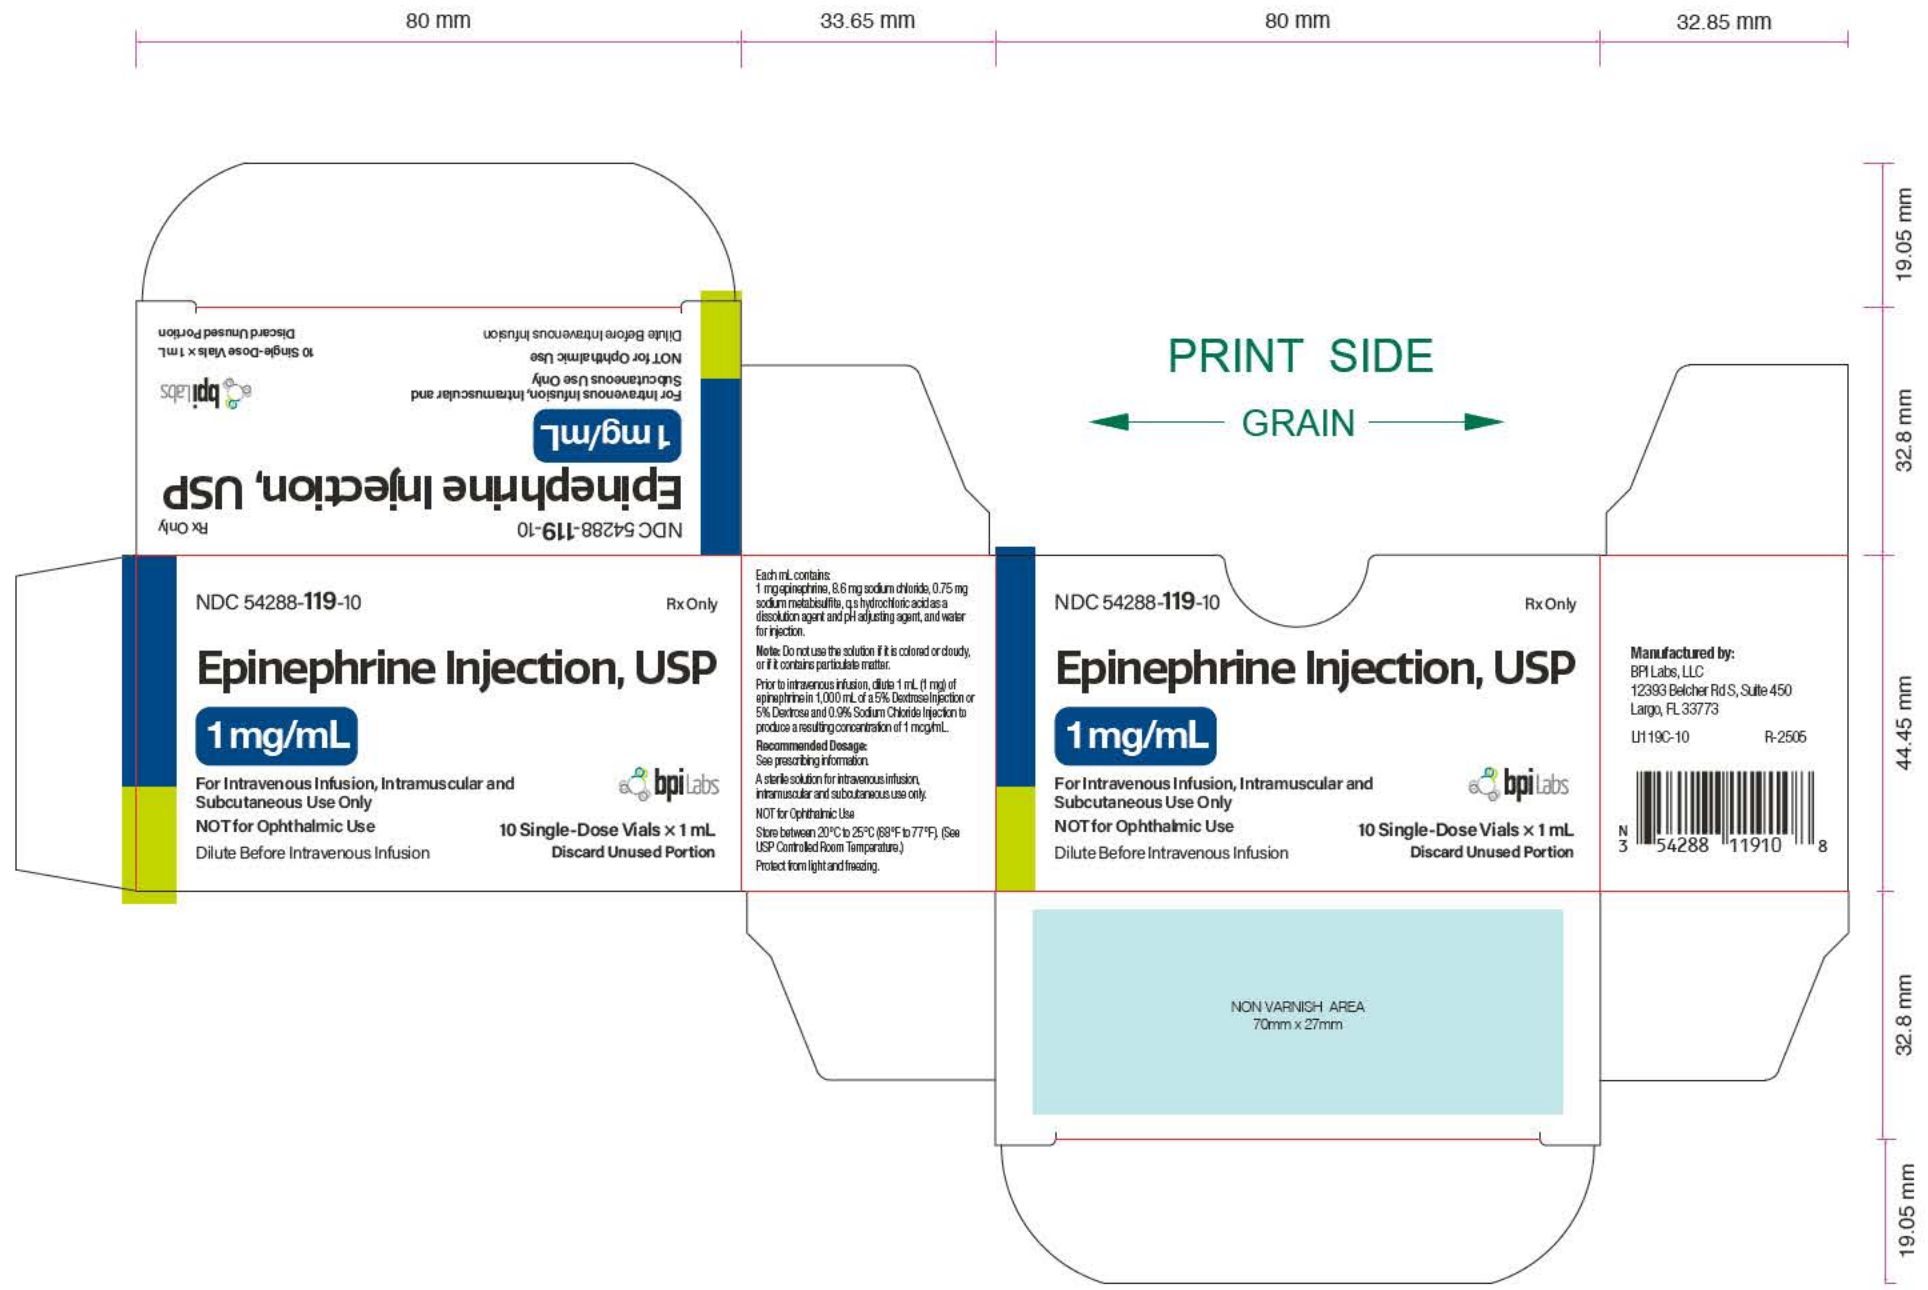 80 mm
33.65 mm
80 mm
32.85 mm
19.05 mm
32.8 mm
44.45 mm
32.8 mm
19.05 mm
PRINT SIDE
GRAIN
NDC 54288-119-10
Rx Only
Epinephrine Injection, USP
1 mg/mL
For Intravenous Infusion, Intramuscular and
Subcutaneous Use Only
NOT for Ophthalmic Use
Dilute Before Intravenous Infusion
bpi Labs
10 Single-Dose Vials × 1 mL
Discard Unused Portion
NDC 54288-119-10
Rx Only
Epinephrine Injection, USP
1 mg/mL
For Intravenous Infusion, Intramuscular and
Subcutaneous Use Only
NOT for Ophthalmic Use
Dilute Before Intravenous Infusion
bpi Labs
10 Single-Dose Vials × 1 mL
Discard Unused Portion
Each mL contains:
1 mg epinephrine, 8.6 mg sodium chloride, 0.75 mg
sodium metabisulfite, q.s hydrochloric acid as a
dissolution agent and pH adjusting agent, and water
for injection.
Note: Do not use the solution if it is colored or cloudy,
or if it contains particulate matter.
Prior to intravenous infusion, dilute 1 mL (1 mg) of
epinephrine in 1,000 mL of a 5% Dextrose Injection or
5% Dextrose and 0.9% Sodium Chloride Injection to
produce a resulting concentration of 1 mcg/mL.
Recommended Dosage:
See prescribing information.
A sterile solution for intravenous infusion,
intramuscular and subcutaneous use only.
NOT for Ophthalmic Use
Store between 20°C to 25°C (68°F to 77°F). (See
USP Controlled Room Temperature.)
Protect from light and freezing.
NDC 54288-119-10
Rx Only
Epinephrine Injection, USP
1 mg/mL
For Intravenous Infusion, Intramuscular and
Subcutaneous Use Only
NOT for Ophthalmic Use
Dilute Before Intravenous Infusion
bpi Labs
10 Single-Dose Vials × 1 mL
Discard Unused Portion
Manufactured by:
BPI Labs, LLC
12393 Belcher Rd S, Suite 450
Largo, FL 33773
LI119C-10
R-2505
N
3 54288 11910 8
NON VARNISH AREA
70mm x 27mm